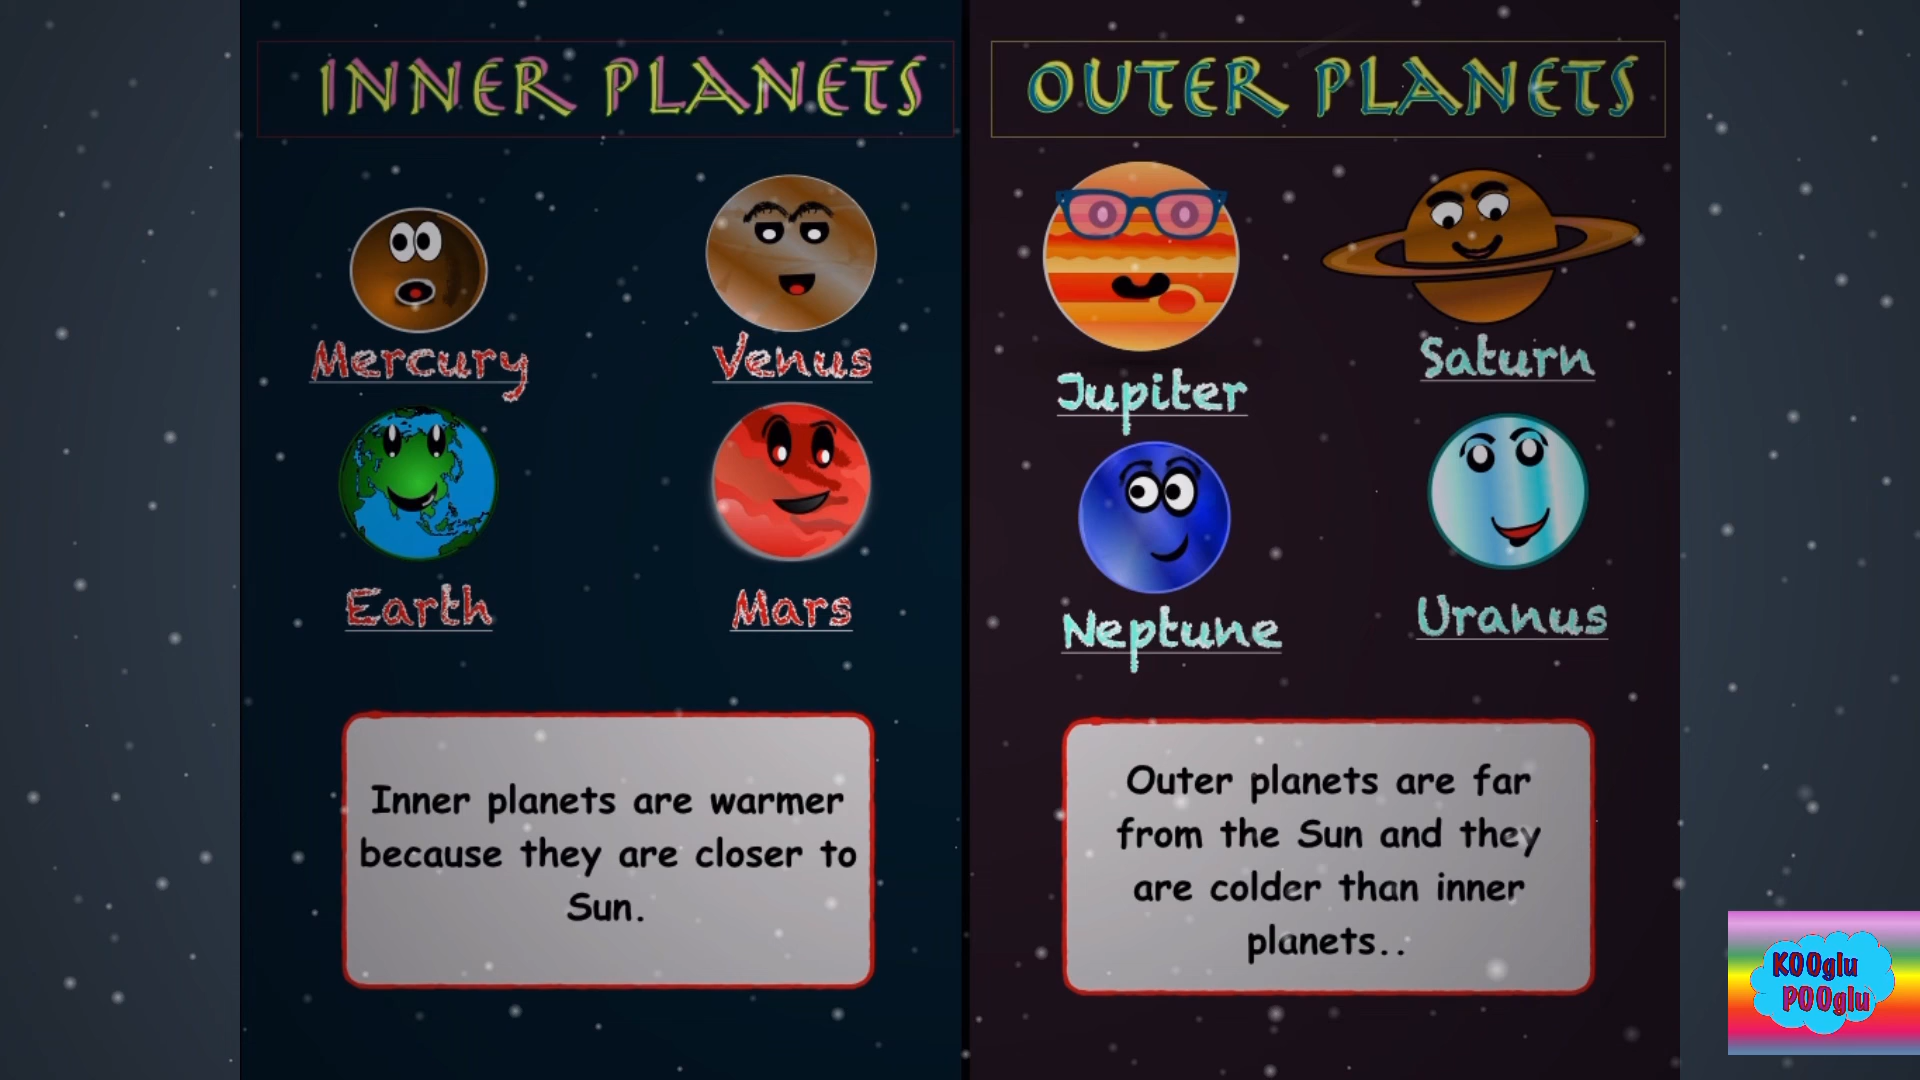 INNER PLANETS
Mercury
Venus
Earth
Mars
Inner planets are warmer
because they are closer to
Sun.
OUTER PLANETS
Jupiter
Saturn
Neptune
Uranus
Outer planets are far
from the Sun and they
are colder than inner
planets..
KOOglu
POOglu